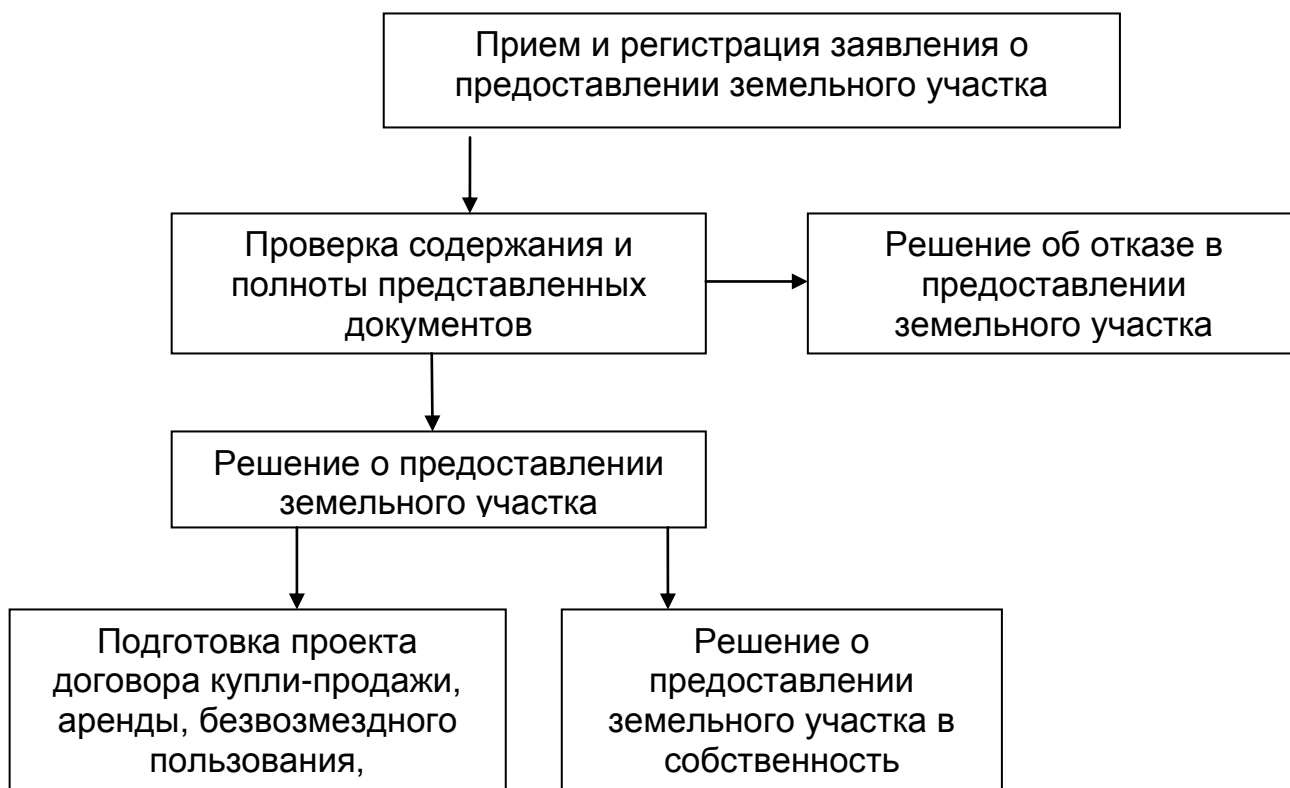 Прием и регистрация заявления о
предоставлении земельного участка
Проверка содержания и
полноты представленных
документов
Решение об отказе в
предоставлении
земельного участка
Решение о предоставлении
земельного участка
Подготовка проекта
договора купли-продажи,
аренды, безвозмездного
пользования,
Решение о
предоставлении
земельного участка в
собственность